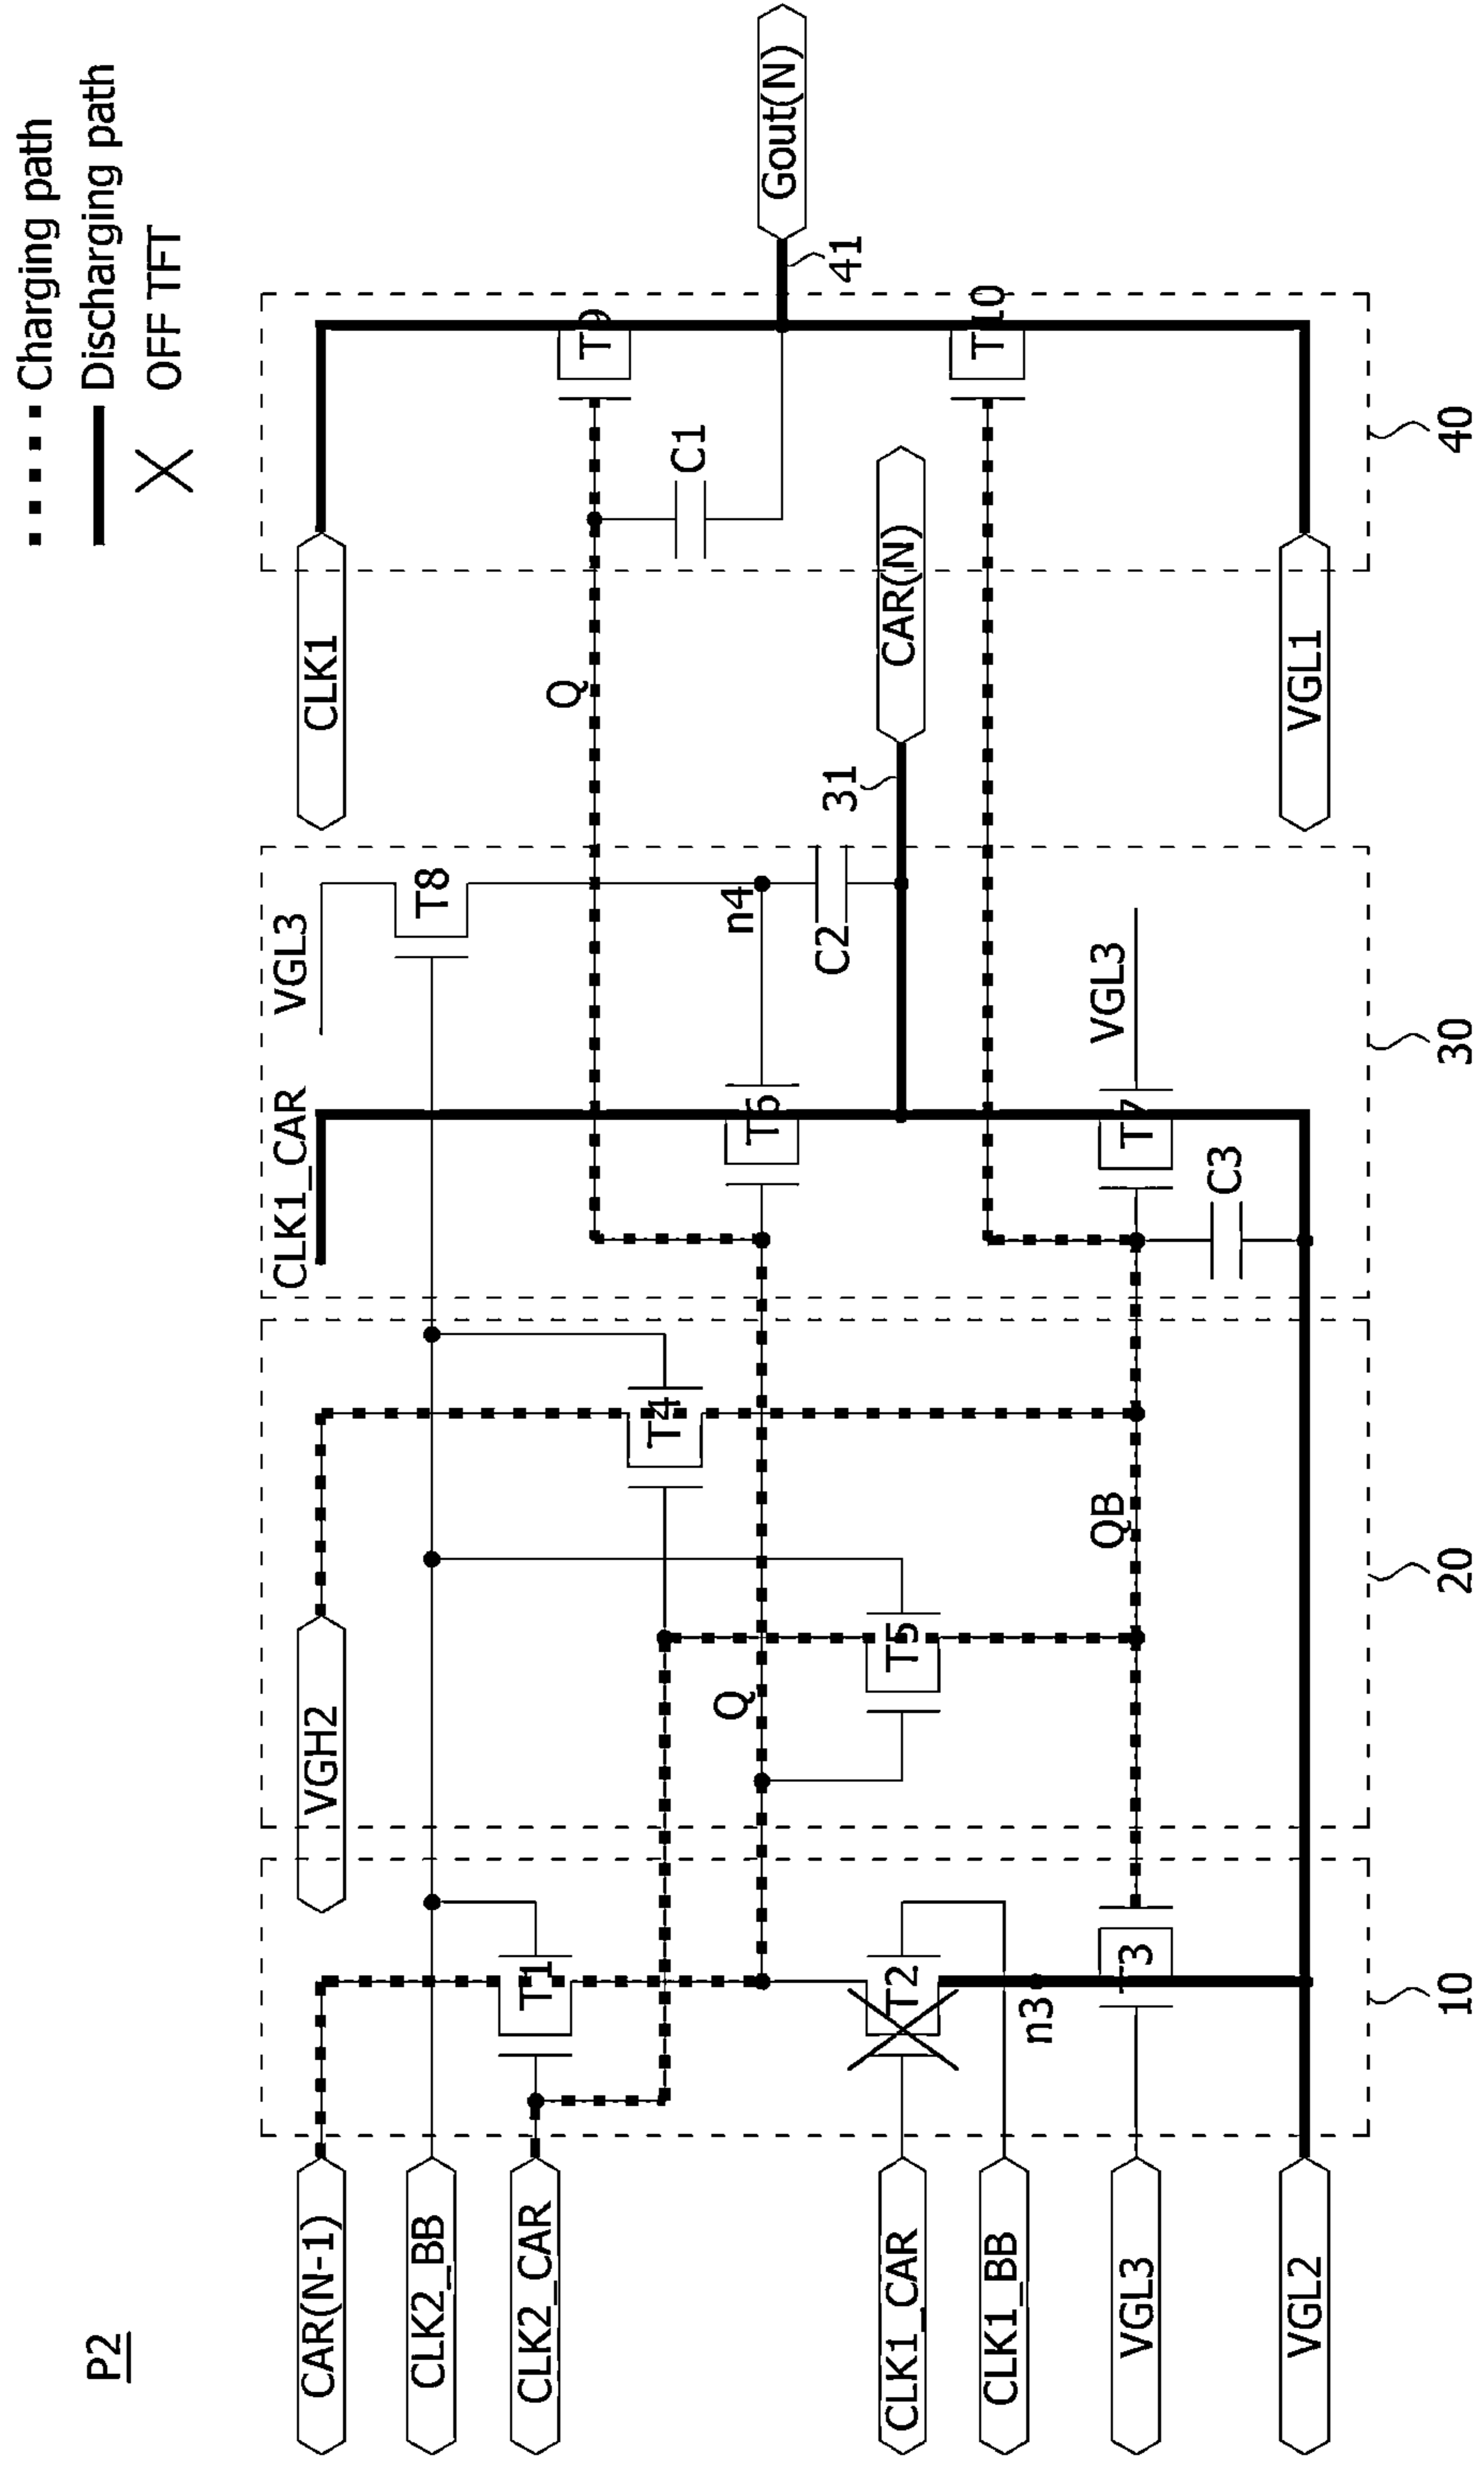 P2
Charging path
Discharging path
OFF TFT
CAR(N-1)
CLK2_BB
CLK2_CAR
CLK1_CAR
CLK1_BB
VGL3
VGL2
T1
T2
n3
T3
10
VGH2
Q
T5
T4
QB
20
CLK1_CAR
VGL3
T8
T6
n4
C2
31
T7
VGL3
C3
30
CLK1
Q
CAR(N)
VGL1
C1
T9
T10
40
41
Gout(N)